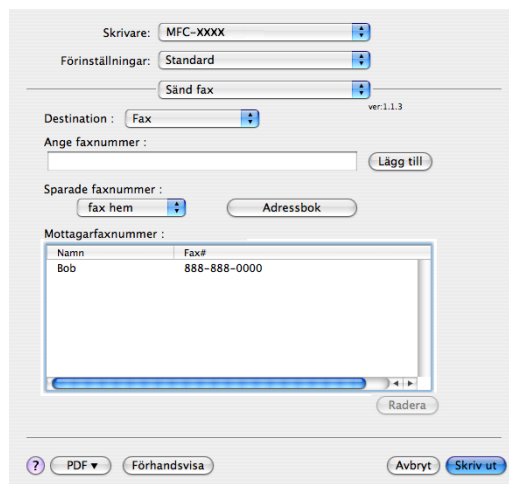 Skrivare: MFC-XXXX
Förinställningar: Standard
Sänd fax
ver:1.1.3
Destination : Fax
Ange faxnummer :
Lägg till
Sparade faxnummer :
fax hem Adressbok
Mottagarfaxnummer :
Namn Fax#
Bob 888-888-0000
Radera
? PDF ▼ Förhandsvisa Avbryt Skriv ut